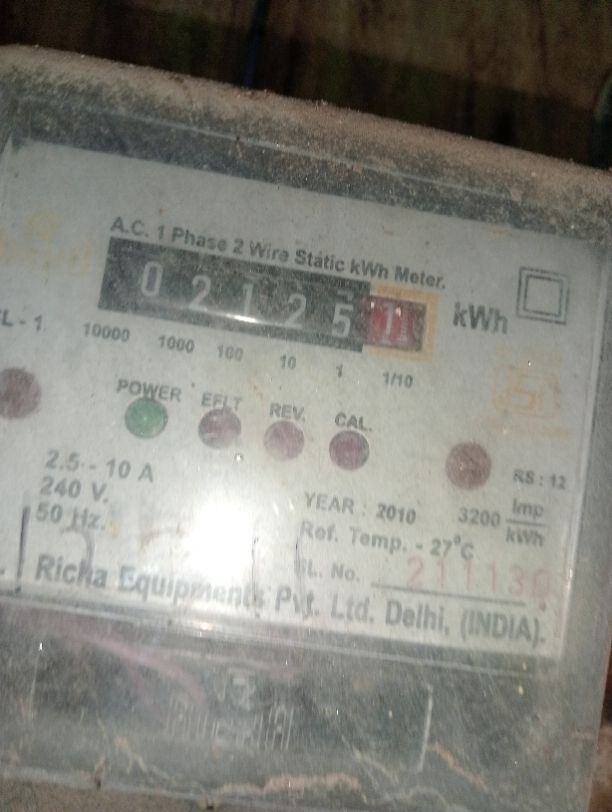 A.C. 1 Phase 2 Wire Static kWh Meter.
0 2 1 2 5 kWh
CL - 1 10000 1000 100 10 1 1/10
POWER EFLT REV. CAL.
2.5 - 10 A RS : 12
240 V. YEAR : 2010 3200 Imp/kWh
50 Hz. Ref. Temp. - 27°C
SL. No. 211130
Richa Equipments Pvt. Ltd. Delhi, (INDIA).